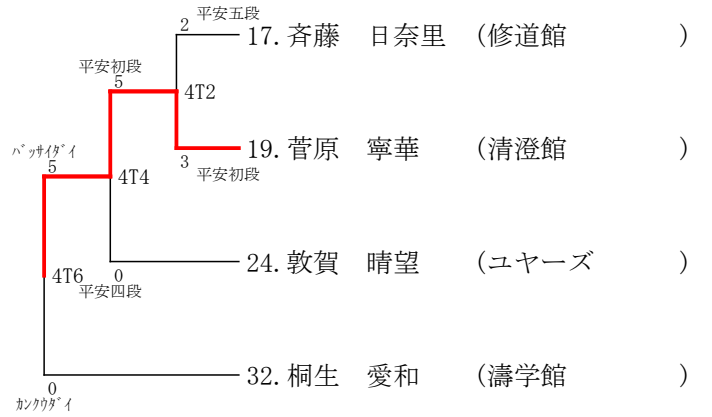 平安五段
2
17. 斉藤 日奈里 (修道館 )
平安初段
5
4T2
バッサイダイ
5
3
19. 菅原 寧華 (清澄館 )
平安初段
4T4
24. 敦賀 晴望 (ユヤーズ )
4T6
0
平安四段
32. 桐生 愛和 (濤学館 )
0
カンクウダイ